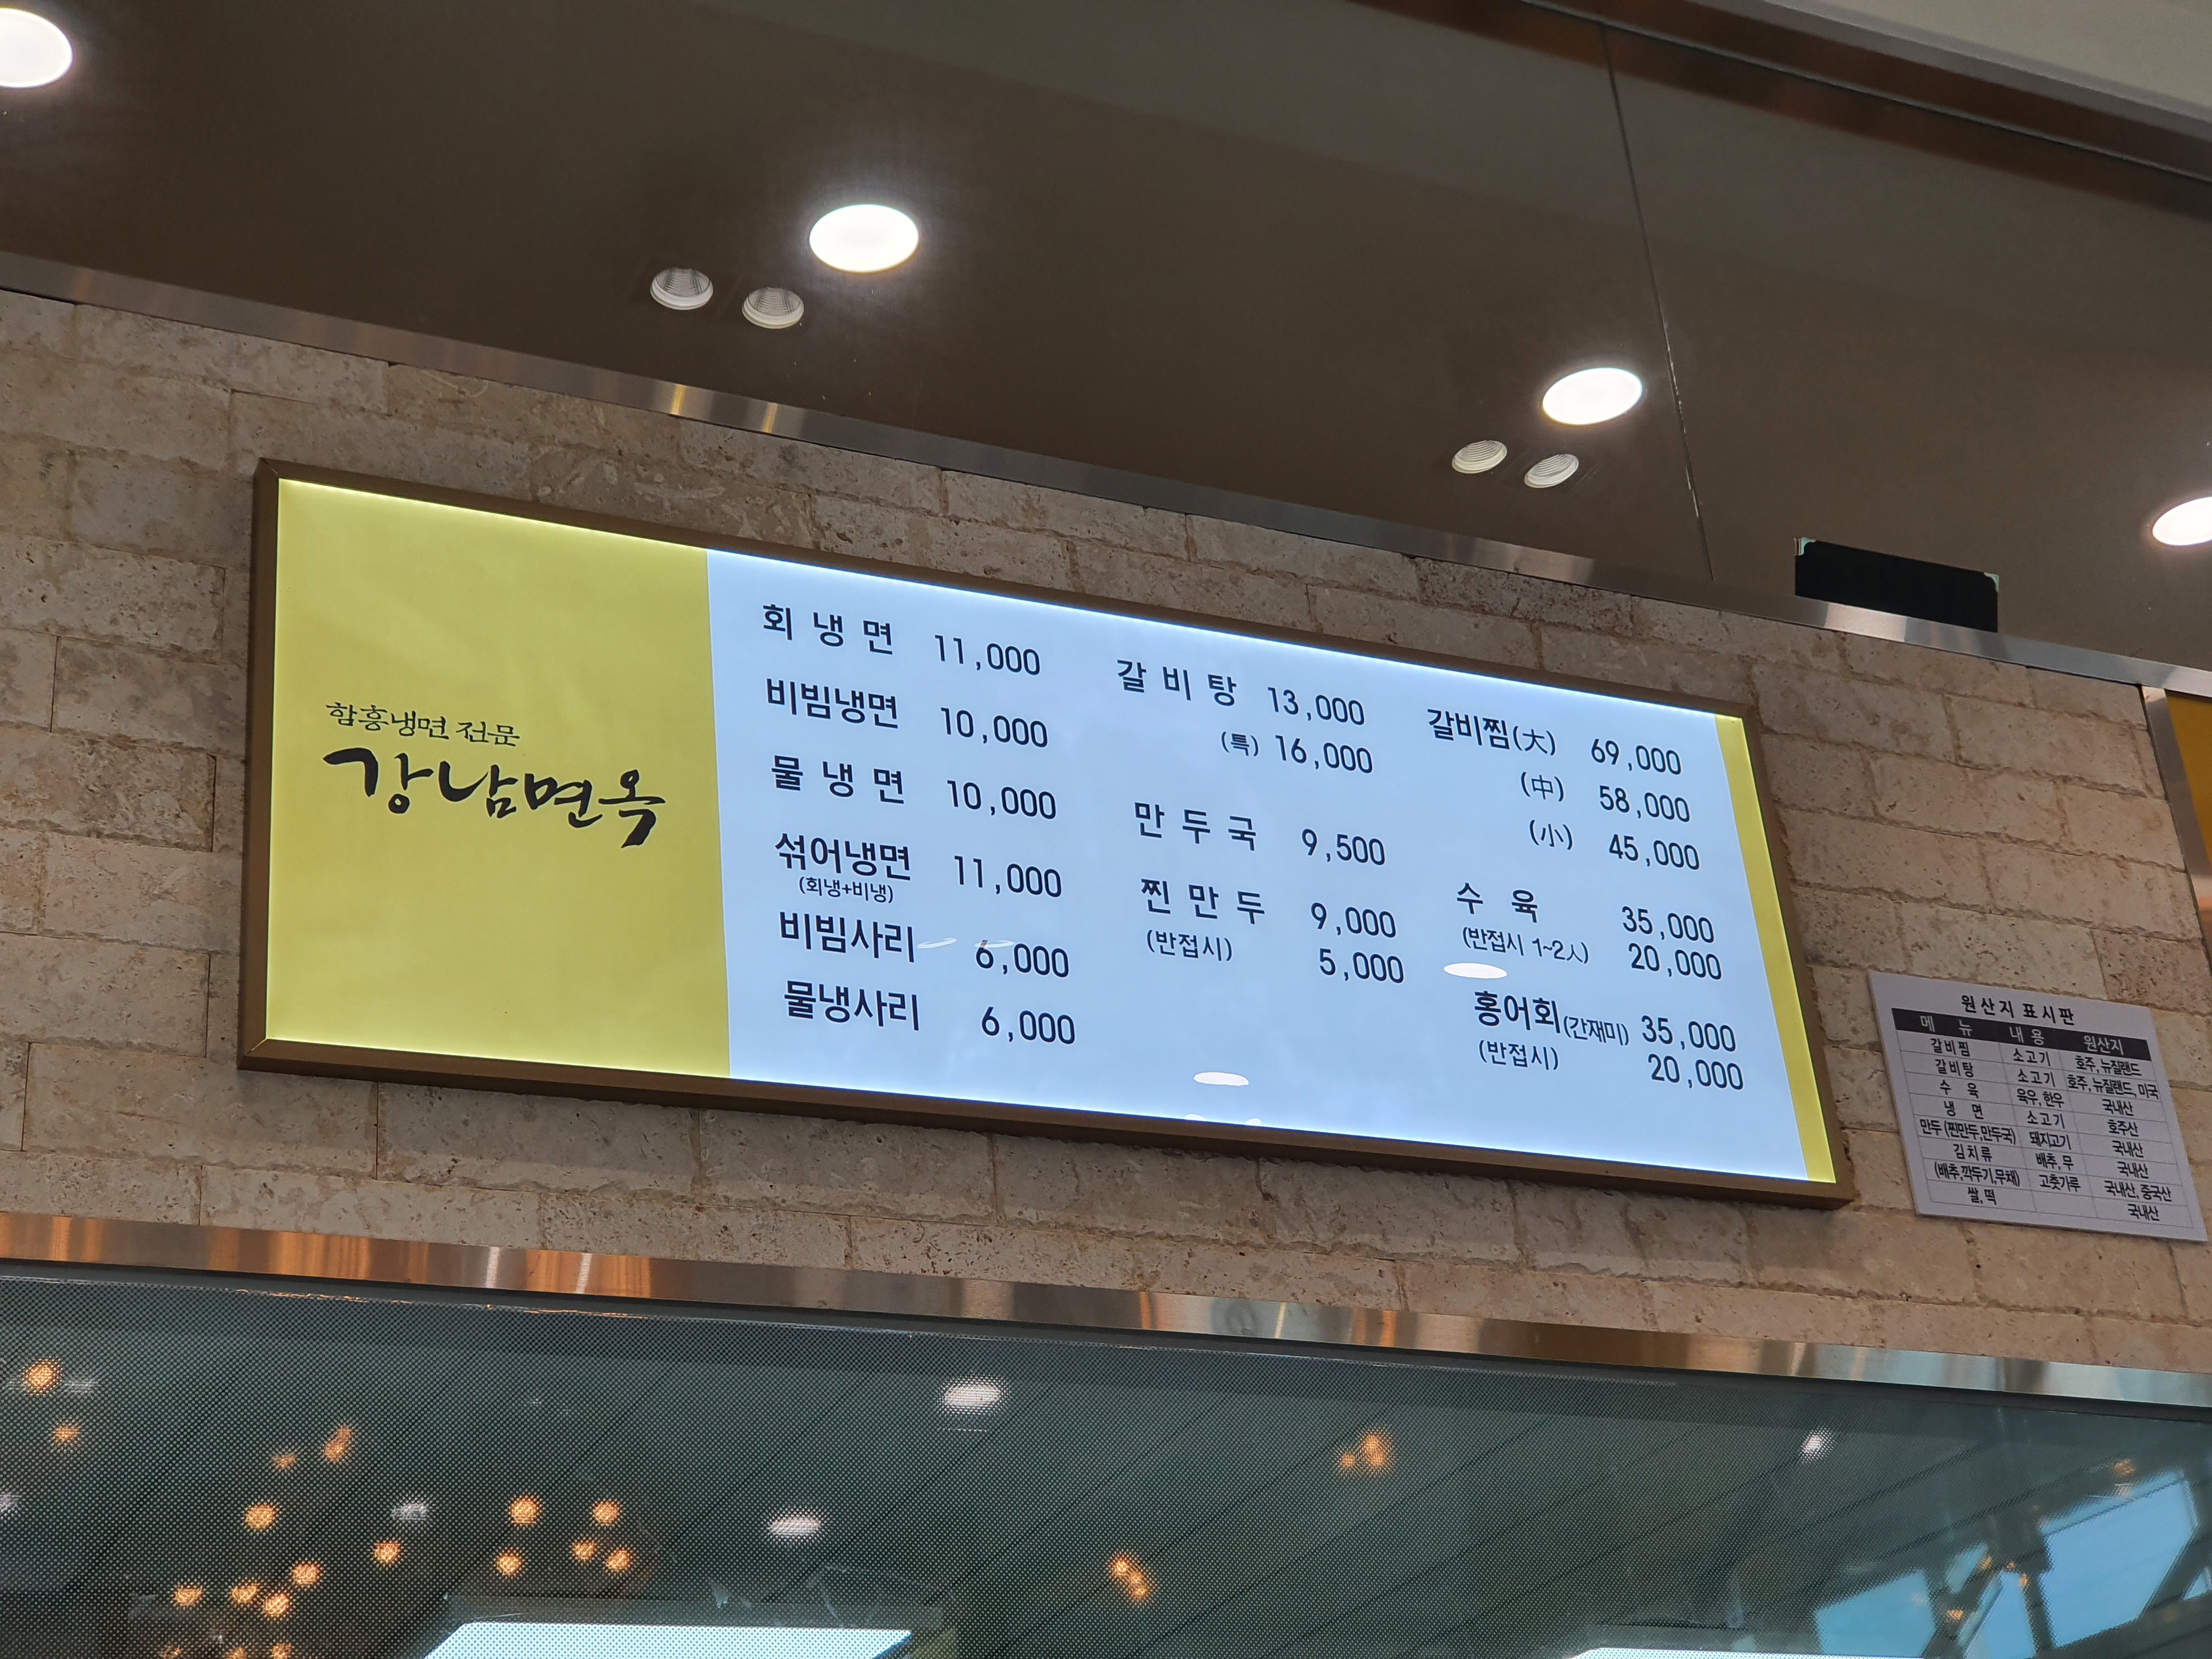 함흥냉면 전문
강남면옥
회 냉 면 11,000
비빔냉면 10,000
물 냉 면 10,000
섞어냉면 11,000
(회냉+비냉)
비빔사리 6,000
물냉사리 6,000
갈 비 탕 13,000
(특) 16,000
만 두 국 9,500
찐 만 두 9,000
(반접시) 5,000
갈비찜(大) 69,000
(中) 58,000
(小) 45,000
수 육 35,000
(반접시 1~2人) 20,000
홍어회(간재미) 35,000
(반접시) 20,000
원산지 표시판
메 뉴 내 용 원산지
갈비찜 소고기 호주, 뉴질랜드
갈비탕 소고기 호주, 뉴질랜드, 미국
수 육 육우, 한우 국내산
냉 면 소고기 호주산
만두 (찐만두,만두국) 돼지고기 국내산
김치류 배추, 무 국내산
(배추,깍두기,무채) 고춧가루 국내산, 중국산
쌀, 떡 국내산